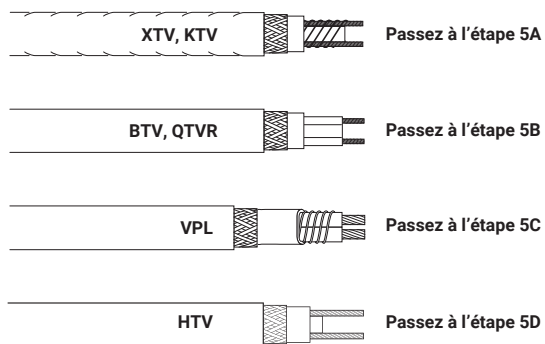 XTV, KTV Passez à l’étape 5A
BTV, QTVR Passez à l’étape 5B
VPL Passez à l’étape 5C
HTV Passez à l’étape 5D